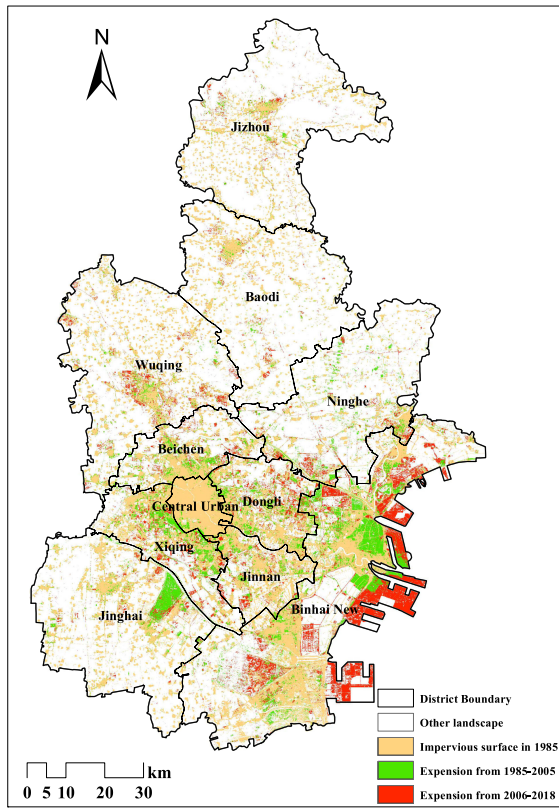 N
Jizhou
Baodi
Wuqing
Ninghe
Beichen
Central Urban
Dongli
Xiqing
Jinnan
Jinghai
Binhai New
District Boundary
Other landscape
Impervious surface in 1985
Expension from 1985-2005
Expension from 2006-2018
km
0 5 10 20 30